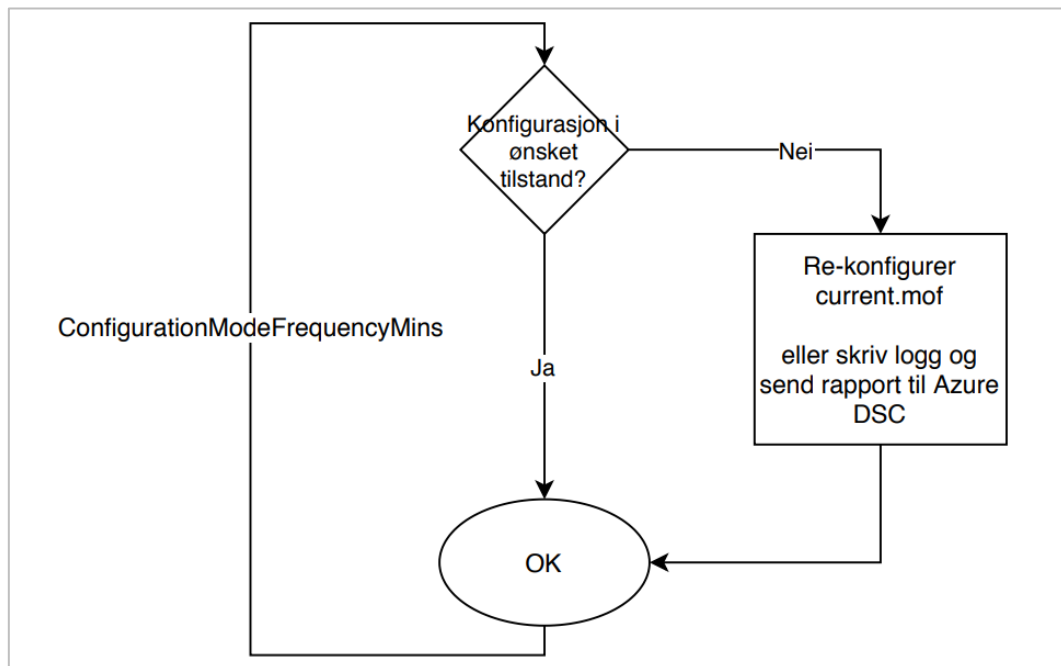 Konfigurasjon i
ønsket
tilstand?
Nei
Re-konfigurer
current.mof
eller skriv logg og
send rapport til Azure
DSC
ConfigurationModeFrequencyMins
Ja
OK